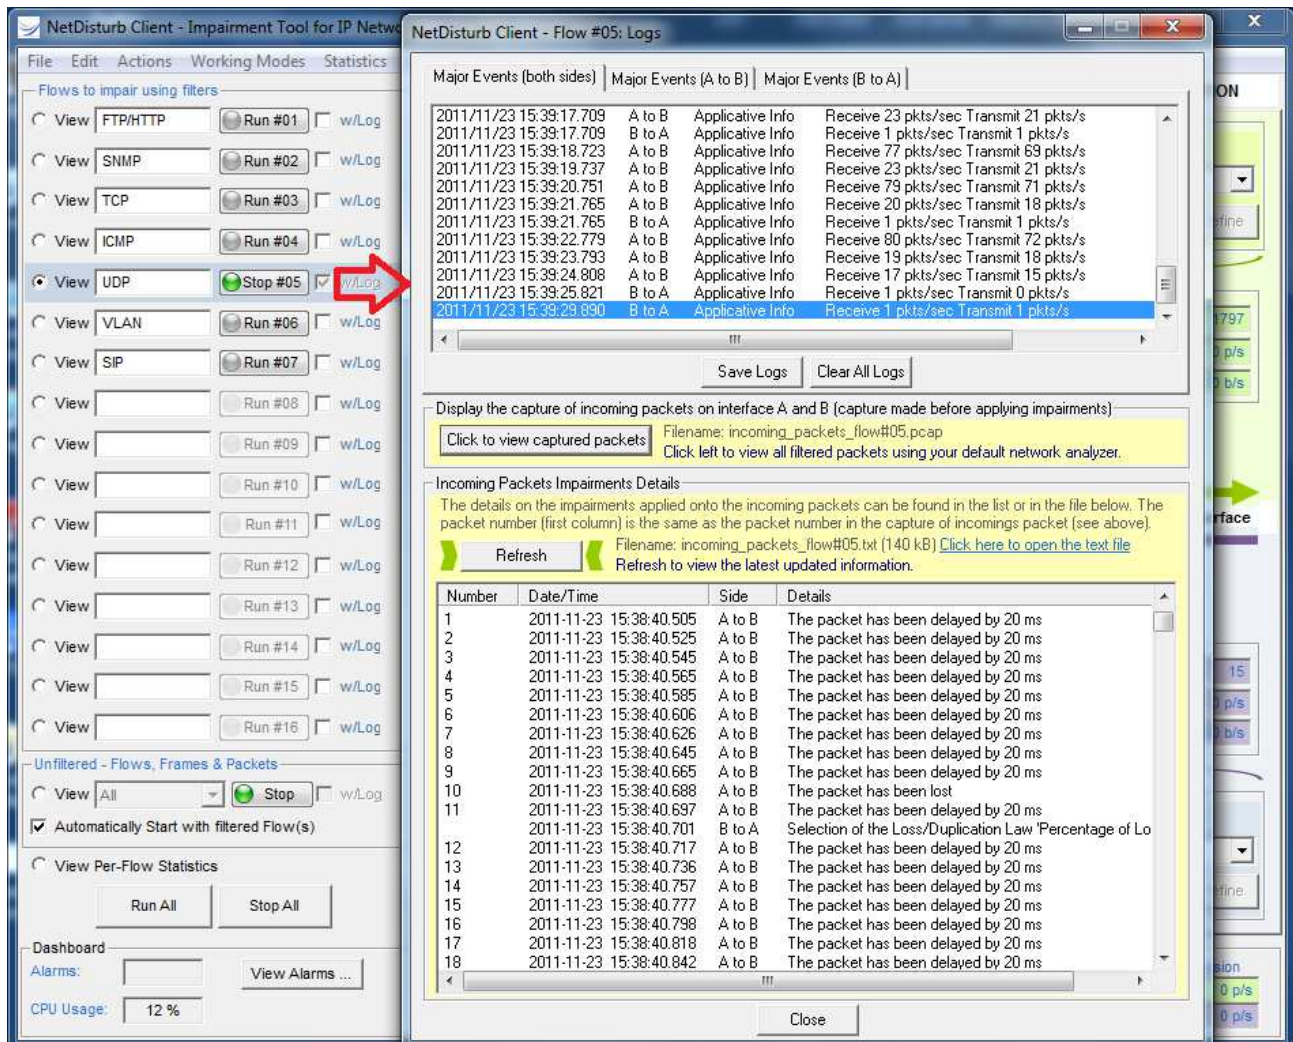 NetDisturb Client - Impairment Tool for IP Netwo
File Edit Actions Working Modes Statistics
Flows to impair using filters
View FTP/HTTP Run #01 w/Log
View SNMP Run #02 w/Log
View TCP Run #03 w/Log
View ICMP Run #04 w/Log
View UDP Stop #05 w/Log
View VLAN Run #06 w/Log
View SIP Run #07 w/Log
View Run #08 w/Log
View Run #09 w/Log
View Run #10 w/Log
View Run #11 w/Log
View Run #12 w/Log
View Run #13 w/Log
View Run #14 w/Log
View Run #15 w/Log
View Run #16 w/Log
Unfiltered - Flows, Frames & Packets
View All Stop w/Log
Automatically Start with filtered Flow(s)
View Per-Flow Statistics
Run All Stop All
Dashboard
Alarms: View Alarms ...
CPU Usage: 12 %
NetDisturb Client - Flow #05: Logs
Major Events (both sides) Major Events (A to B) Major Events (B to A)
2011/11/23 15:39:17.709 A to B Applicative Info Receive 23 pkts/sec Transmit 21 pkts/s
2011/11/23 15:39:17.709 B to A Applicative Info Receive 1 pkts/sec Transmit 1 pkts/s
2011/11/23 15:39:18.723 A to B Applicative Info Receive 77 pkts/sec Transmit 69 pkts/s
2011/11/23 15:39:19.737 A to B Applicative Info Receive 23 pkts/sec Transmit 21 pkts/s
2011/11/23 15:39:20.751 A to B Applicative Info Receive 79 pkts/sec Transmit 71 pkts/s
2011/11/23 15:39:21.765 A to B Applicative Info Receive 20 pkts/sec Transmit 18 pkts/s
2011/11/23 15:39:21.765 B to A Applicative Info Receive 1 pkts/sec Transmit 1 pkts/s
2011/11/23 15:39:22.779 A to B Applicative Info Receive 80 pkts/sec Transmit 72 pkts/s
2011/11/23 15:39:23.793 A to B Applicative Info Receive 19 pkts/sec Transmit 18 pkts/s
2011/11/23 15:39:24.808 A to B Applicative Info Receive 17 pkts/sec Transmit 15 pkts/s
2011/11/23 15:39:25.821 B to A Applicative Info Receive 1 pkts/sec Transmit 0 pkts/s
2011/11/23 15:39:29.890 B to A Applicative Info Receive 1 pkts/sec Transmit 1 pkts/s
Save Logs Clear All Logs
Display the capture of incoming packets on interface A and B (capture made before applying impairments)
Click to view captured packets
Filename: incoming_packets_flow#05.pcap
Click left to view all filtered packets using your default network analyzer.
Incoming Packets Impairments Details
The details on the impairments applied onto the incoming packets can be found in the list or in the file below. The
packet number (first column) is the same as the packet number in the capture of incomings packet (see above).
Refresh
Filename: incoming_packets_flow#05.txt (140 kB) Click here to open the text file
Refresh to view the latest updated information.
Number Date/Time Side Details
1 2011-11-23 15:38:40.505 A to B The packet has been delayed by 20 ms
2 2011-11-23 15:38:40.525 A to B The packet has been delayed by 20 ms
3 2011-11-23 15:38:40.545 A to B The packet has been delayed by 20 ms
4 2011-11-23 15:38:40.565 A to B The packet has been delayed by 20 ms
5 2011-11-23 15:38:40.585 A to B The packet has been delayed by 20 ms
6 2011-11-23 15:38:40.606 A to B The packet has been delayed by 20 ms
7 2011-11-23 15:38:40.626 A to B The packet has been delayed by 20 ms
8 2011-11-23 15:38:40.645 A to B The packet has been delayed by 20 ms
9 2011-11-23 15:38:40.665 A to B The packet has been delayed by 20 ms
10 2011-11-23 15:38:40.688 A to B The packet has been lost
11 2011-11-23 15:38:40.697 A to B The packet has been delayed by 20 ms
2011-11-23 15:38:40.701 B to A Selection of the Loss/Duplication Law 'Percentage of Lo
12 2011-11-23 15:38:40.717 A to B The packet has been delayed by 20 ms
13 2011-11-23 15:38:40.736 A to B The packet has been delayed by 20 ms
14 2011-11-23 15:38:40.757 A to B The packet has been delayed by 20 ms
15 2011-11-23 15:38:40.777 A to B The packet has been delayed by 20 ms
16 2011-11-23 15:38:40.798 A to B The packet has been delayed by 20 ms
17 2011-11-23 15:38:40.818 A to B The packet has been delayed by 20 ms
18 2011-11-23 15:38:40.842 A to B The packet has been delayed by 20 ms
Close
ON
efine
1797
0 p/s
0 b/s
rface
15
0 p/s
0 b/s
efine
sion
0 p/s
0 p/s